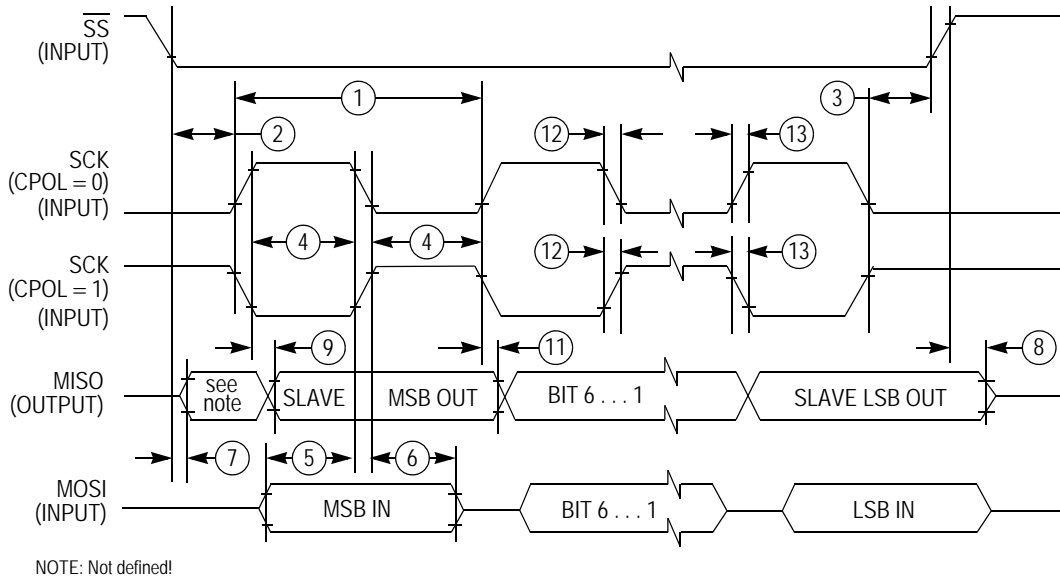 SS
(INPUT)
1
3
2
12
13
SCK
(CPOL = 0)
(INPUT)
4
4
SCK
(CPOL = 1)
(INPUT)
12
13
9
11
8
MISO
(OUTPUT)
see
note
SLAVE
MSB OUT
BIT 6 . . . 1
SLAVE LSB OUT
7
5
6
MOSI
(INPUT)
MSB IN
BIT 6 . . . 1
LSB IN
NOTE: Not defined!